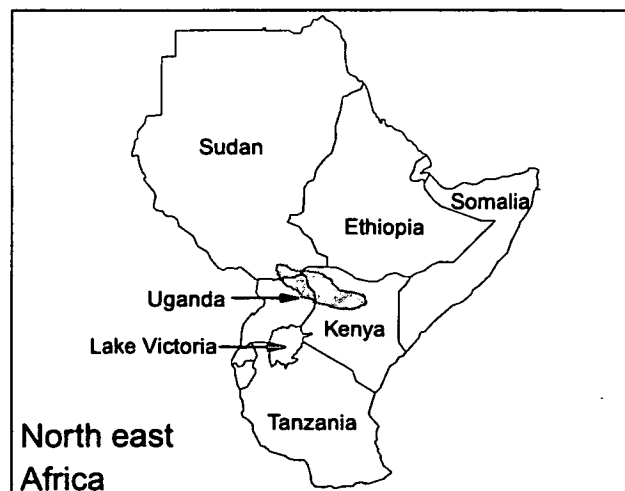 Sudan
Somalia
Ethiopia
Uganda
Kenya
Lake Victoria
Tanzania
North east
Africa